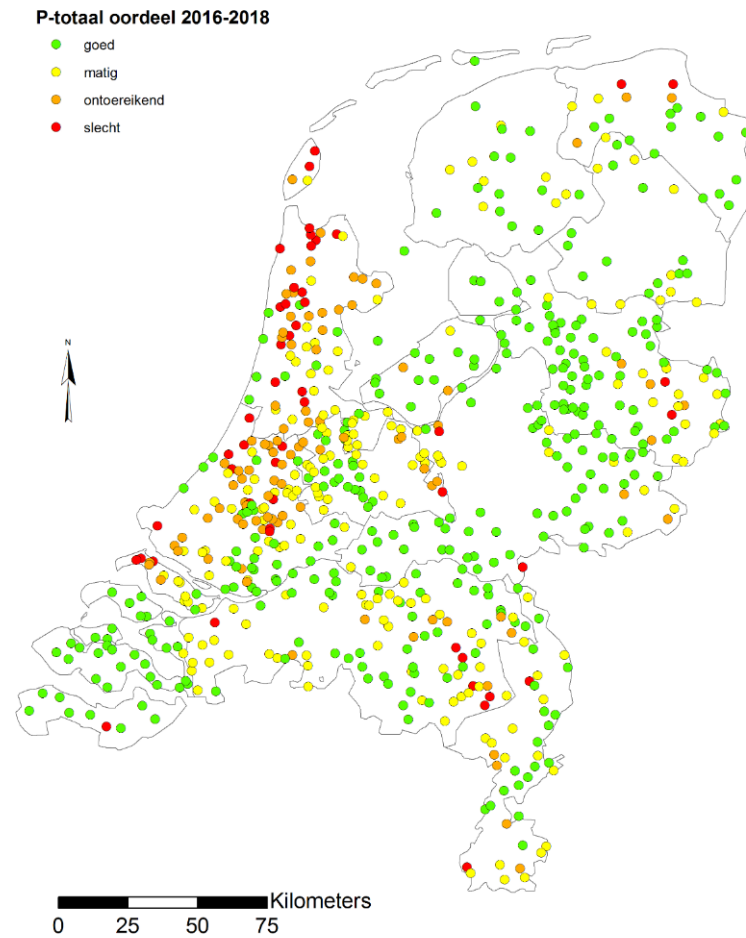 P-totaal oordeel 2016-2018
goed
matig
ontoereikend
slecht
N
Kilometers
0 25 50 75